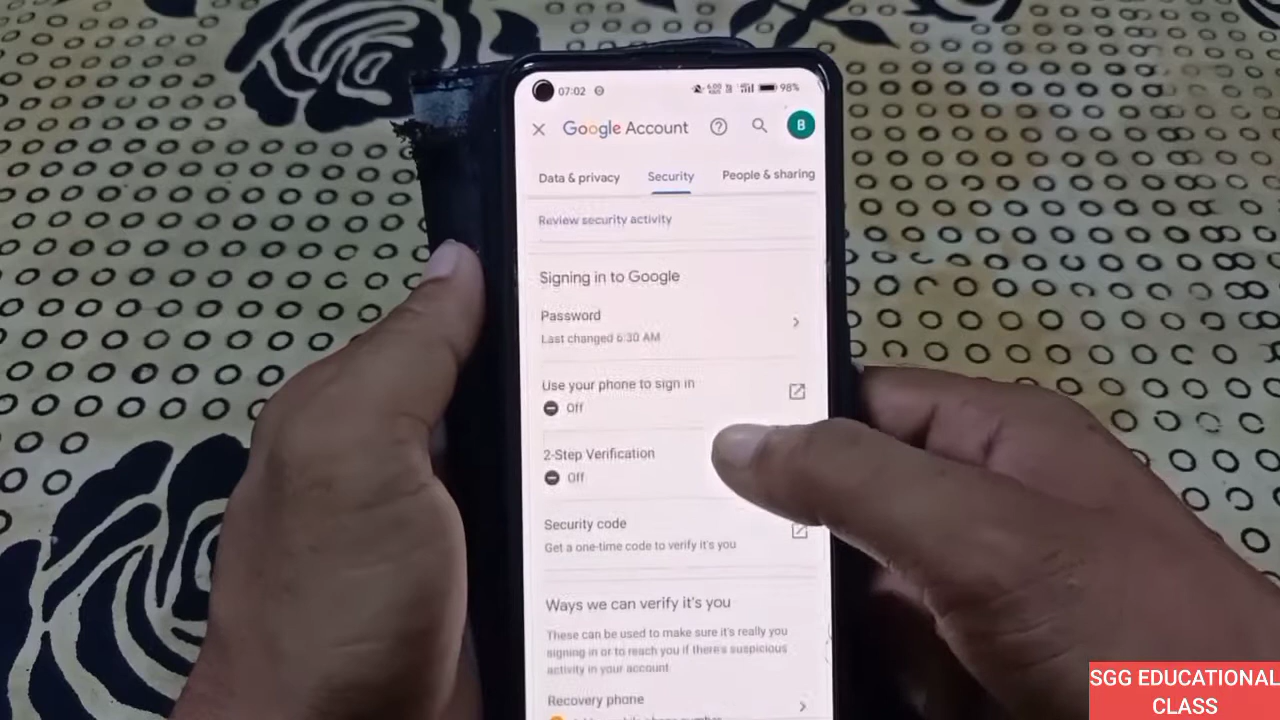 07:02
98%
Google Account
B
Data & privacy
Security
People & sharing
Review security activity
Signing in to Google
Password
Last changed 6:30 AM
Use your phone to sign in
Off
2-Step Verification
Off
Security code
Get a one-time code to verify it's you
Ways we can verify it's you
These can be used to make sure it's really you
signing in or to reach you if there's suspicious
activity in your account
Recovery phone
SGG EDUCATIONAL
CLASS